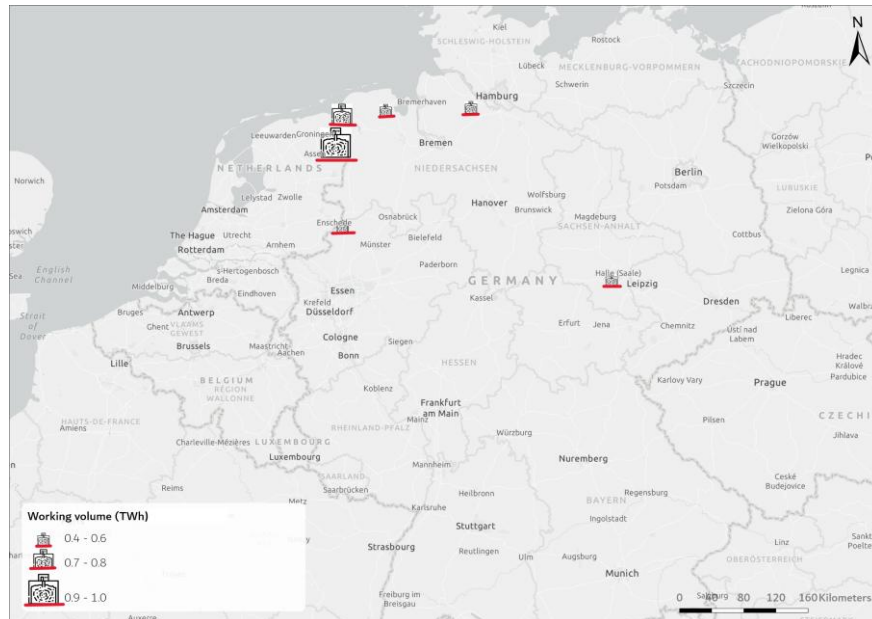 Kiel
Rostock
SCHLESWIG-HOLSTEIN
Lübeck
MECKLENBURG-VORPOMMERN
ZACHODNIOPOMORSKIE
N
Schwerin
Szczecin
Hamburg
Bremerhaven
Leeuwarden
Groningen
Bremen
Gorzów
Wielkopolski
NETHERLANDS
NIEDERSACHSEN
Berlin
Potsdam
LUBUSKIE
Norwich
Lelystad
Zwolle
Wolfsburg
Hanover
Brunswick
Amsterdam
Osnabrück
Magdeburg
Zielona Góra
Enschede
SACHSEN-ANHALT
The Hague
Utrecht
Bielefeld
Cottbus
Rotterdam
Arnhem
Münster
English
Channel
's-Hertogenbosch
Paderborn
Halle (Saale)
Legnica
Middelburg
Breda
GERMANY
Leipzig
Eindhoven
Essen
Kassel
Strait
of
Dover
Bruges
Antwerp
Krefeld
Düsseldorf
Dresden
Ghent
VLAAMS
GEWEST
Erfurt
Jena
Chemnitz
Liberec
Brussels
Maastricht
Cologne
Siegen
Ústí nad
Labem
Lille
Aachen
Bonn
HESSEN
Hradec
Králové
Pardubice
BELGIUM
RÉGION
WALLONNE
Koblenz
Karlovy Vary
Prague
HAUTS-DE-FRANCE
Amiens
Frankfurt
am Main
CZECHI
RHEINLAND-PFALZ
Mainz
Würzburg
Pilsen
Charleville-Mézières
LUXEMBOURG
Jihlava
Luxembourg
Mannheim
Nuremberg
SAARLAND
Saarbrücken
České
Budejovice
Reims
Metz
Heilbronn
BAYERN
Regensburg
Karlsruhe
Ingolstadt
Working volume (TWh)
0.4 - 0.6
0.7 - 0.8
0.9 - 1.0
Stuttgart
Strasbourg
Reutlingen
Ulm
Augsburg
Linz
OBERÖSTERREICH
Munich
Freiburg im
Breisgau
Salzburg
0 40 80 120 160 Kilometers